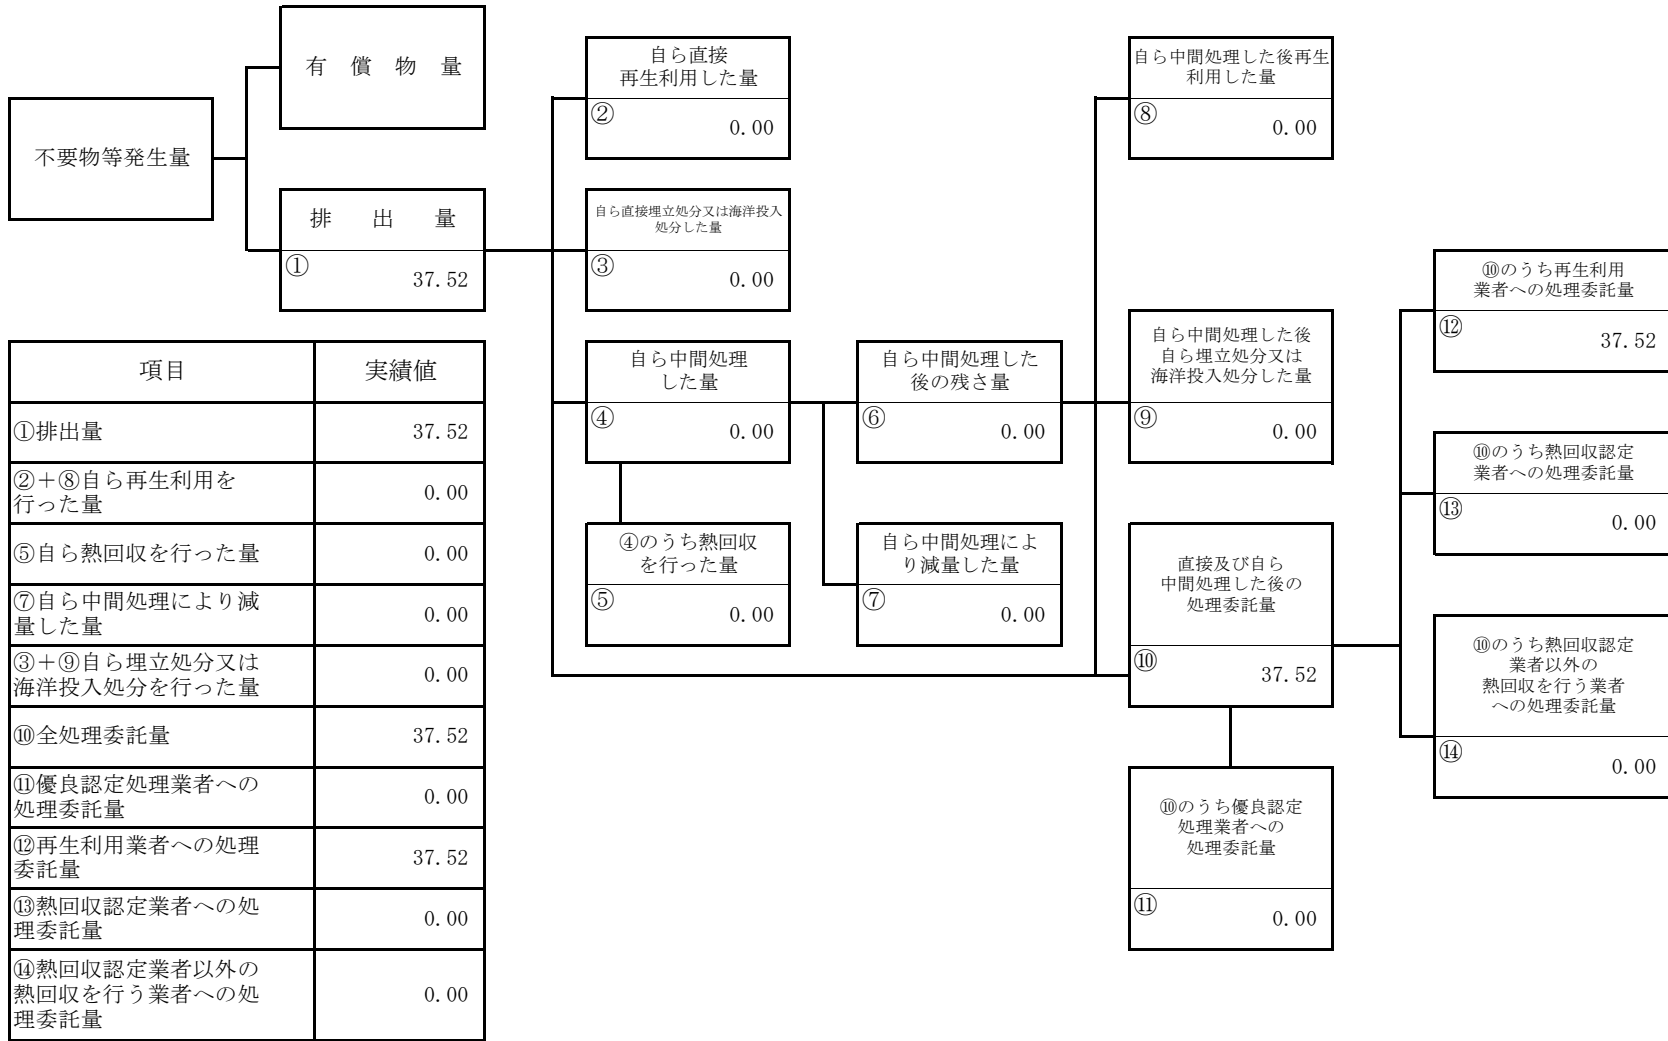 不要物等発生量
有　償　物　量
排　出　量
①
37.52
自ら直接
再生利用した量
②
0.00
自ら直接埋立処分又は海洋投入
処分した量
③
0.00
自ら中間処理
した量
④
0.00
④のうち熱回収
を行った量
⑤
0.00
自ら中間処理した
後の残さ量
⑥
0.00
自ら中間処理によ
り減量した量
⑦
0.00
自ら中間処理した後再生
利用した量
⑧
0.00
自ら中間処理した後
自ら埋立処分又は
海洋投入処分した量
⑨
0.00
直接及び自ら
中間処理した後の
処理委託量
⑩
37.52
⑩のうち優良認定
処理業者への
処理委託量
⑪
0.00
⑩のうち再生利用
業者への処理委託量
⑫
37.52
⑩のうち熱回収認定
業者への処理委託量
⑬
0.00
⑩のうち熱回収認定
業者以外の
熱回収を行う業者
への処理委託量
⑭
0.00
項目 実績値
①排出量 37.52
②＋⑧自ら再生利用を
行った量 0.00
⑤自ら熱回収を行った量 0.00
⑦自ら中間処理により減
量した量 0.00
③＋⑨自ら埋立処分又は
海洋投入処分を行った量 0.00
⑩全処理委託量 37.52
⑪優良認定処理業者への
処理委託量 0.00
⑫再生利用業者への処理
委託量 37.52
⑬熱回収認定業者への処
理委託量 0.00
⑭熱回収認定業者以外の
熱回収を行う業者への処
理委託量 0.00